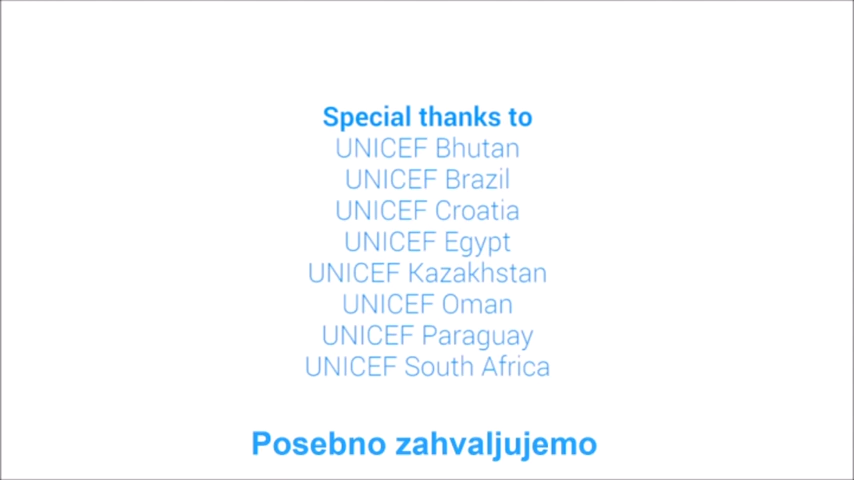 Special thanks to
UNICEF Bhutan
UNICEF Brazil
UNICEF Croatia
UNICEF Egypt
UNICEF Kazakhstan
UNICEF Oman
UNICEF Paraguay
UNICEF South Africa
Posebno zahvaljujemo